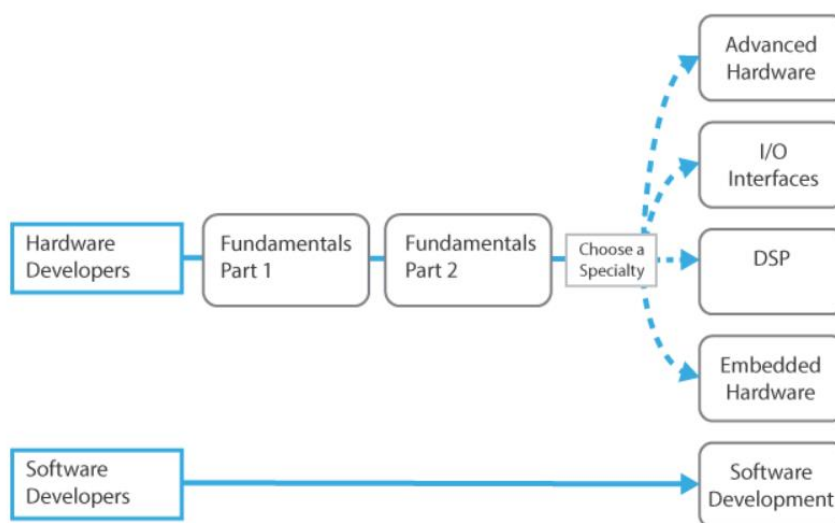 Advanced
Hardware
I/O
Interfaces
Hardware
Developers
Fundamentals
Part 1
Fundamentals
Part 2
Choose a
Specialty
DSP
Embedded
Hardware
Software
Developers
Software
Development